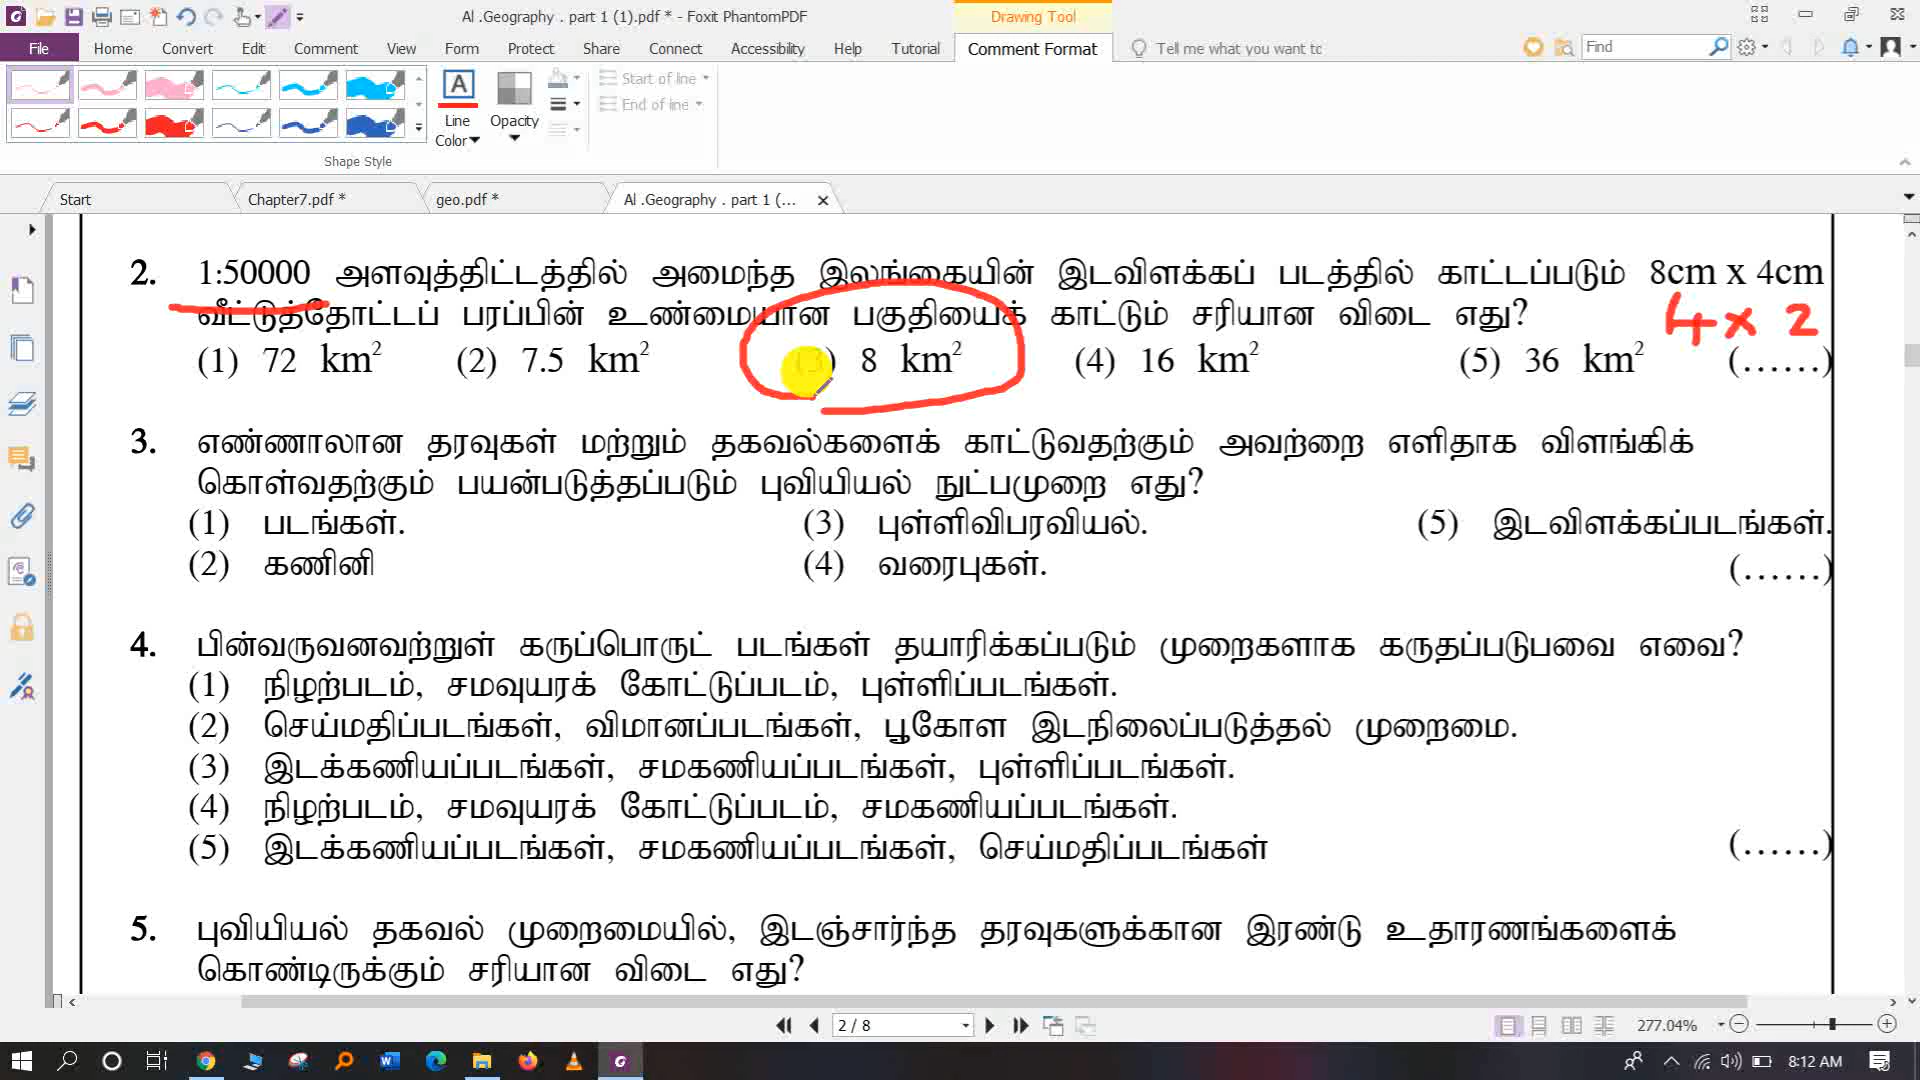 Al .Geography . part 1 (1).pdf * - Foxit PhantomPDF
Drawing Tool
File Home Convert Edit Comment View Form Protect Share Connect Accessibility Help Tutorial Comment Format Tell me what you want to Find
Start of line
End of line
Line Color
Opacity
Shape Style
Start Chapter7.pdf * geo.pdf * Al .Geography . part 1 (...
2. 1:50000 அளவுத்திட்டத்தில் அமைந்த இலங்கையின் இடவிளக்கப் படத்தில் காட்டப்படும் 8cm x 4cm
வீட்டுத்தோட்டப் பரப்பின் உண்மையான பகுதியைக் காட்டும் சரியான விடை எது?
4 x 2
(1) 72 km² (2) 7.5 km² (3) 8 km² (4) 16 km² (5) 36 km² (......)
3. எண்ணாலான தரவுகள் மற்றும் தகவல்களைக் காட்டுவதற்கும் அவற்றை எளிதாக விளங்கிக்
கொள்வதற்கும் பயன்படுத்தப்படும் புவியியல் நுட்பமுறை எது?
(1) படங்கள். (3) புள்ளிவிபரவியல். (5) இடவிளக்கப்படங்கள்.
(2) கணினி (4) வரைபுகள். (......)
4. பின்வருவனவற்றுள் கருப்பொருட் படங்கள் தயாரிக்கப்படும் முறைகளாக கருதப்படுபவை எவை?
(1) நிழற்படம், சமவுயரக் கோட்டுப்படம், புள்ளிப்படங்கள்.
(2) செய்மதிப்படங்கள், விமானப்படங்கள், பூகோள இடநிலைப்படுத்தல் முறைமை.
(3) இடக்கணியப்படங்கள், சமகணியப்படங்கள், புள்ளிப்படங்கள்.
(4) நிழற்படம், சமவுயரக் கோட்டுப்படம், சமகணியப்படங்கள்.
(5) இடக்கணியப்படங்கள், சமகணியப்படங்கள், செய்மதிப்படங்கள் (......)
5. புவியியல் தகவல் முறைமையில், இடஞ்சார்ந்த தரவுகளுக்கான இரண்டு உதாரணங்களைக்
கொண்டிருக்கும் சரியான விடை எது?
2 / 8
277.04%
8:12 AM